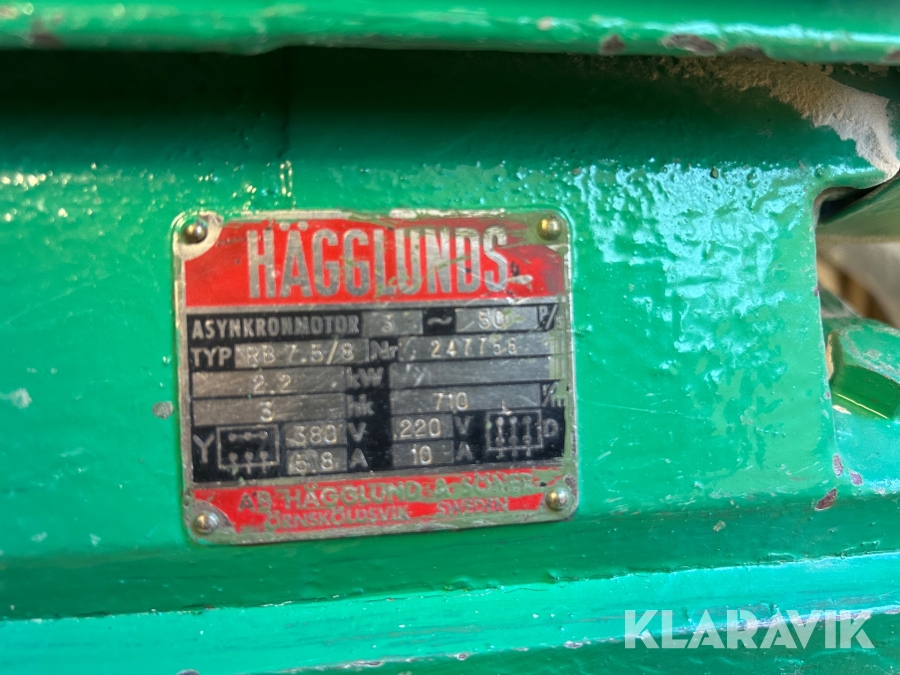 HÄGGLUNDS
ASYNKRONMOTOR 3 ~ 50 P/
TYP RB 7.5/8 Nr 247756
2.2 kW
3 hk 710
Y 380 V 220 V D
6.8 A 10 A
AB HÄGGLUND & SÖNER
ÖRNSKÖLDSVIK SWEDEN
KLARAVIK